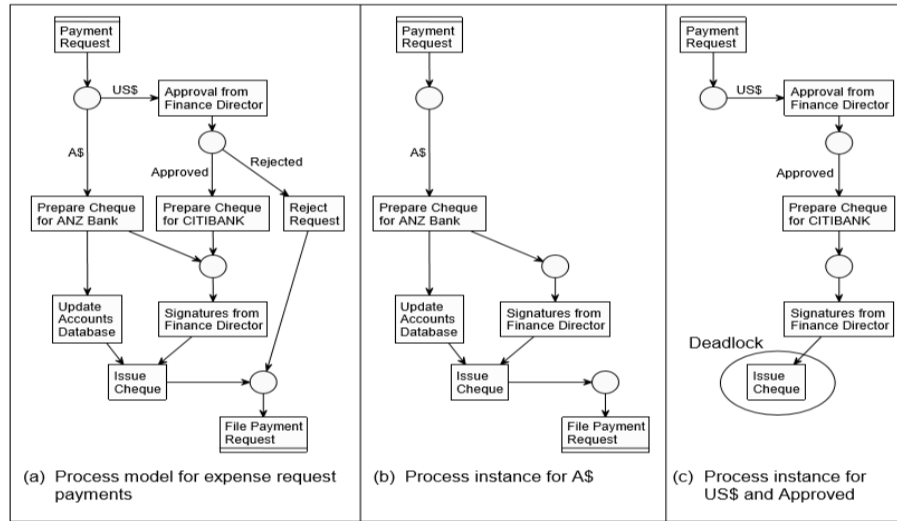 Payment
Request
US$
Approval from
Finance Director
A$
Approved
Rejected
Prepare Cheque
for ANZ Bank
Prepare Cheque
for CITIBANK
Reject
Request
Update
Accounts
Database
Signatures from
Finance Director
Issue
Cheque
File Payment
Request
(a) Process model for expense request
payments
Payment
Request
A$
Prepare Cheque
for ANZ Bank
Update
Accounts
Database
Signatures from
Finance Director
Issue
Cheque
File Payment
Request
(b) Process instance for A$
Payment
Request
US$
Approval from
Finance Director
Approved
Prepare Cheque
for CITIBANK
Signatures from
Finance Director
Deadlock
Issue
Cheque
(c) Process instance for
US$ and Approved